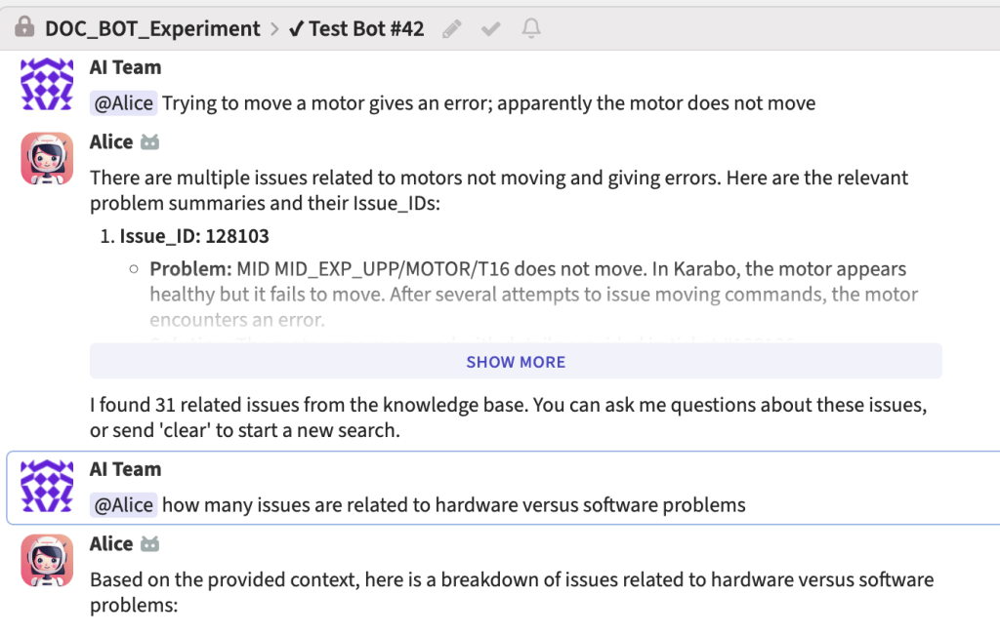 DOC_BOT_Experiment > ✔ Test Bot #42
AI Team
@Alice Trying to move a motor gives an error; apparently the motor does not move
Alice
There are multiple issues related to motors not moving and giving errors. Here are the relevant
problem summaries and their Issue_IDs:
1. Issue_ID: 128103
○ Problem: MID MID_EXP_UPP/MOTOR/T16 does not move. In Karabo, the motor appears
healthy but it fails to move. After several attempts to issue moving commands, the motor
encounters an error.
SHOW MORE
I found 31 related issues from the knowledge base. You can ask me questions about these issues,
or send 'clear' to start a new search.
AI Team
@Alice how many issues are related to hardware versus software problems
Alice
Based on the provided context, here is a breakdown of issues related to hardware versus software
problems: